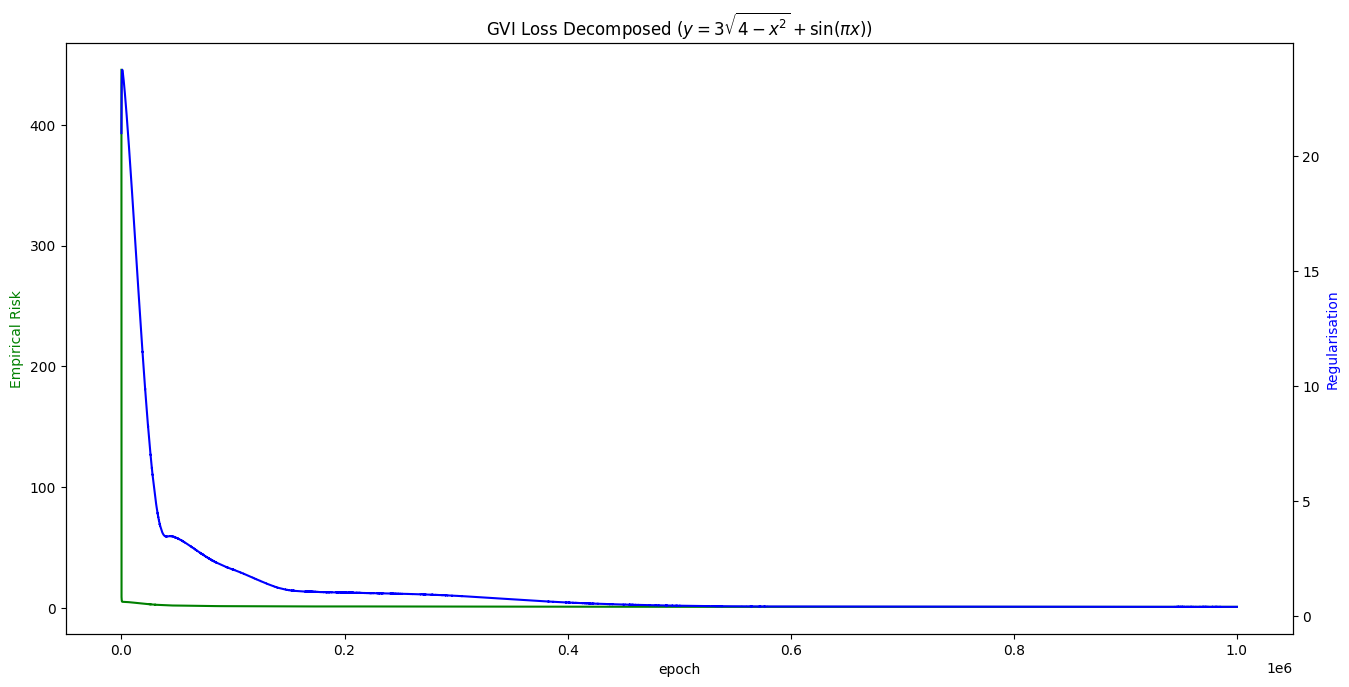 GVI Loss Decomposed (y = 3√4 − x² + sin(πx))
400
300
200
100
0
Empirical Risk
20
15
10
5
0
Regularisation
0.0 0.2 0.4 0.6 0.8 1.0
1e6
epoch